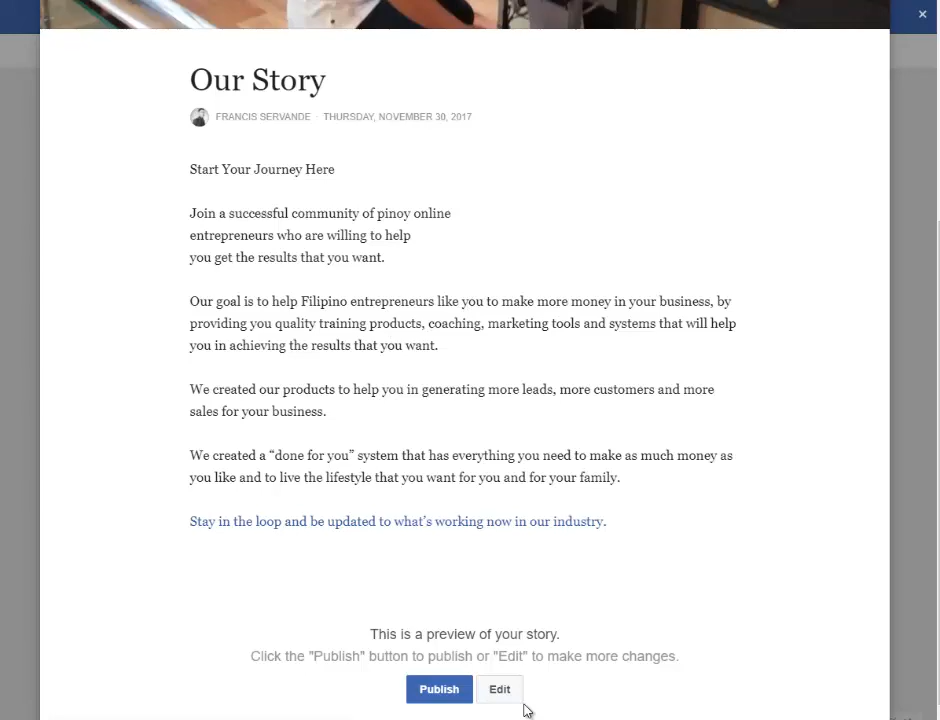 ×
Our Story
FRANCIS SERVANDE · THURSDAY, NOVEMBER 30, 2017
Start Your Journey Here
Join a successful community of pinoy online
entrepreneurs who are willing to help
you get the results that you want.
Our goal is to help Filipino entrepreneurs like you to make more money in your business, by
providing you quality training products, coaching, marketing tools and systems that will help
you in achieving the results that you want.
We created our products to help you in generating more leads, more customers and more
sales for your business.
We created a “done for you” system that has everything you need to make as much money as
you like and to live the lifestyle that you want for you and for your family.
Stay in the loop and be updated to what’s working now in our industry.
This is a preview of your story.
Click the "Publish" button to publish or "Edit" to make more changes.
Publish Edit